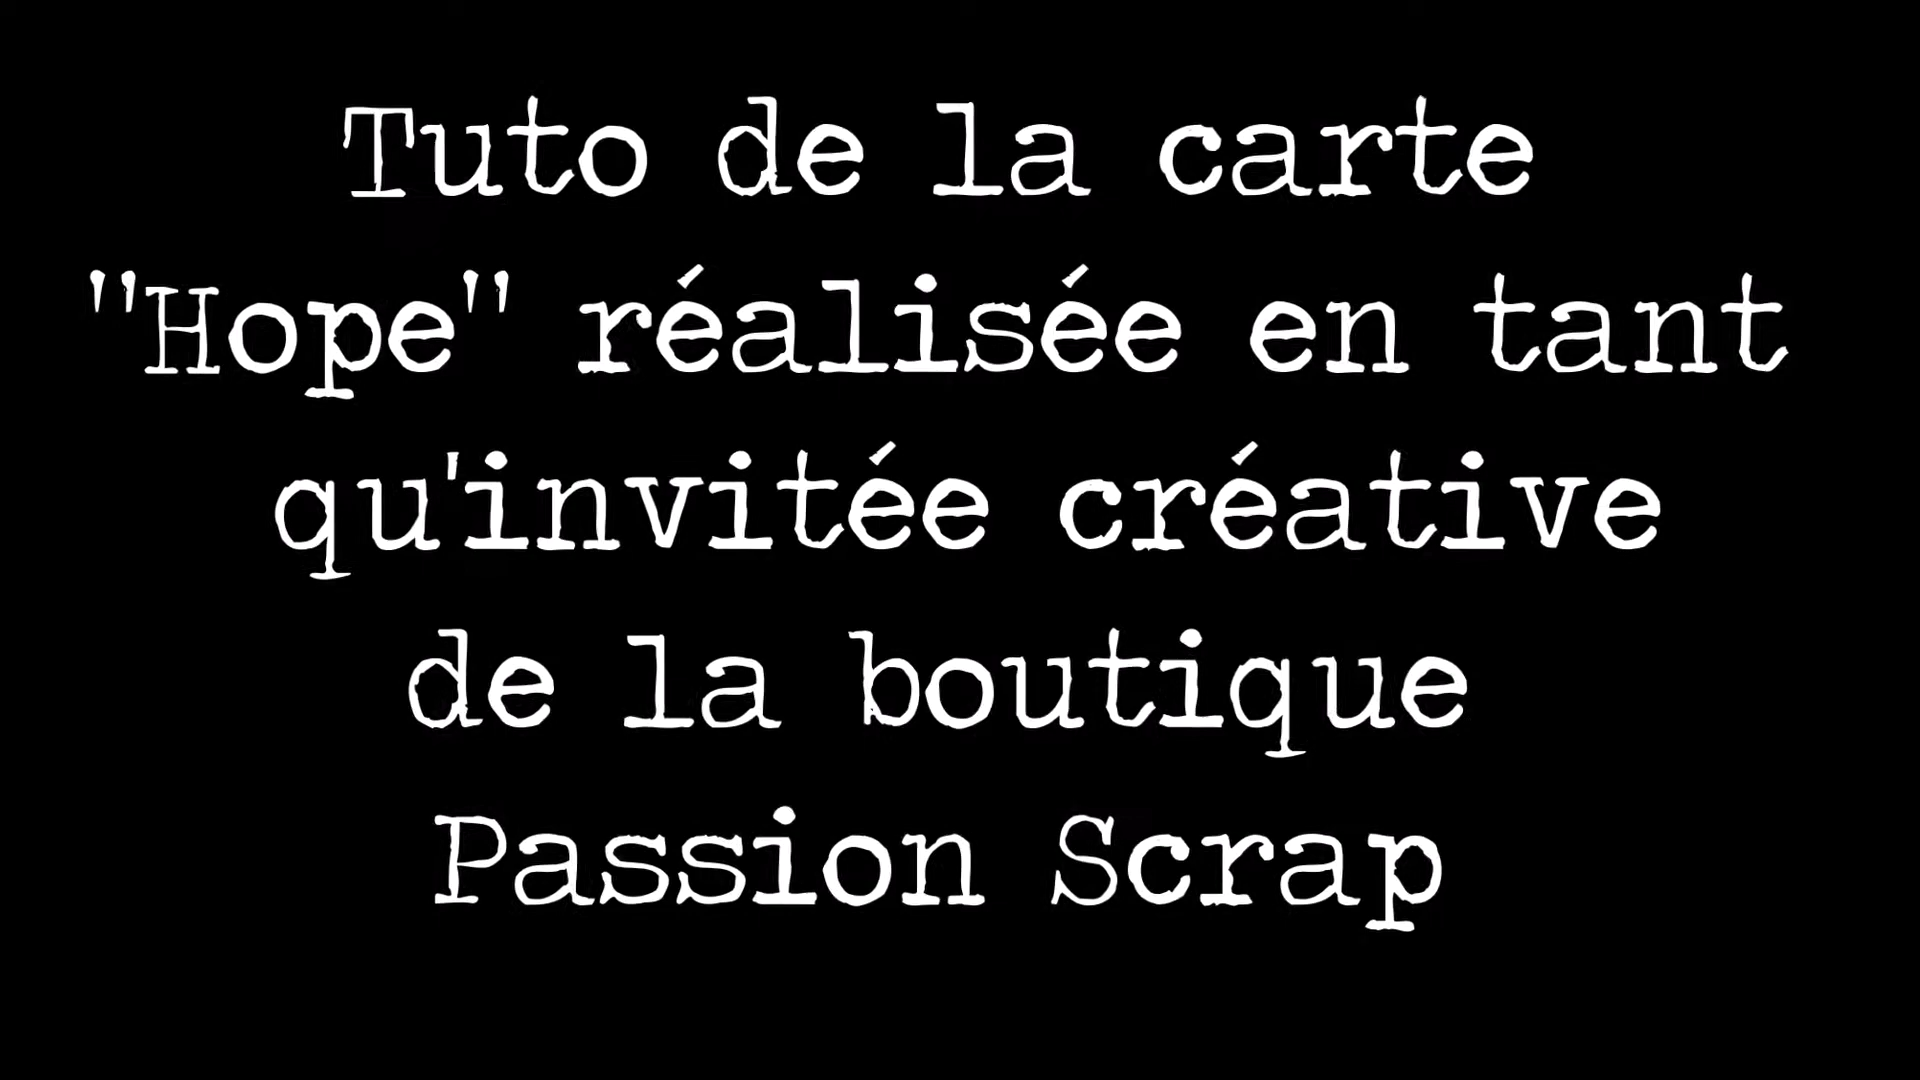 Tuto de la carte
"Hope" réalisée en tant
qu'invitée créative
de la boutique
Passion Scrap